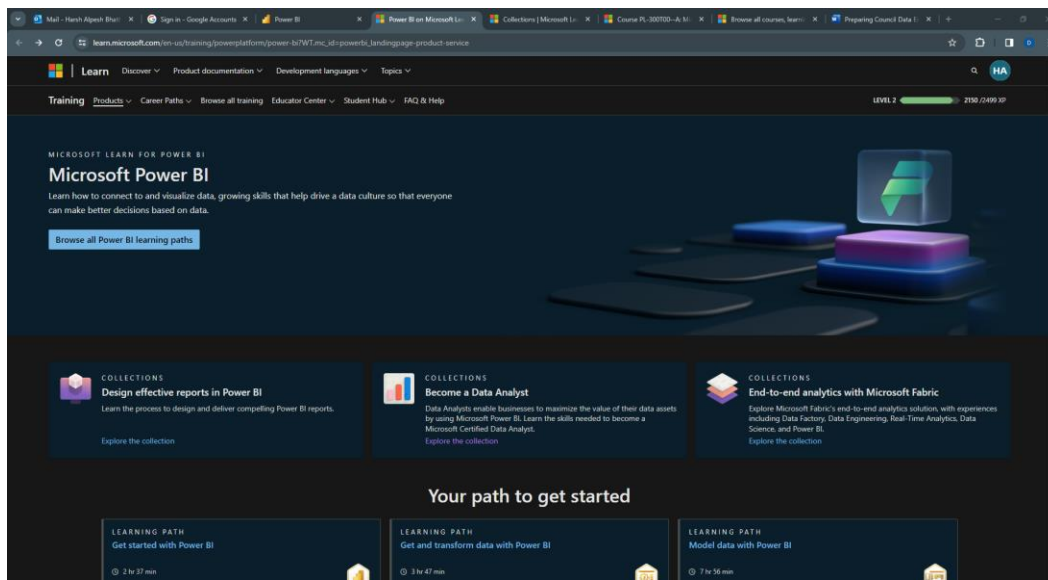 Mail - Harsh Alpesh Bhatt
Sign in - Google Accounts
Power BI
Power BI on Microsoft Le
Collections | Microsoft Le
Course PL-300T00--A: Mi
Browse all courses, learni
Preparing Council Data
learn.microsoft.com/en-us/training/powerplatform/power-bi?WT.mc_id=powerbi_landingpage-product-service
Learn Discover Product documentation Development languages Topics
HA
Training Products Career Paths Browse all training Educator Center Student Hub FAQ & Help
LEVEL 2 2150 /2499 XP
MICROSOFT LEARN FOR POWER BI
Microsoft Power BI
Learn how to connect to and visualize data, growing skills that help drive a data culture so that everyone
can make better decisions based on data.
Browse all Power BI learning paths
COLLECTIONS
Design effective reports in Power BI
Learn the process to design and deliver compelling Power BI reports.
Explore the collection
COLLECTIONS
Become a Data Analyst
Data Analysts enable businesses to maximize the value of their data assets
by using Microsoft Power BI. Learn the skills needed to become a
Microsoft Certified Data Analyst.
Explore the collection
COLLECTIONS
End-to-end analytics with Microsoft Fabric
Explore Microsoft Fabric's end-to-end analytics solution, with experiences
including Data Factory, Data Engineering, Real-Time Analytics, Data
Science, and Power BI.
Explore the collection
Your path to get started
LEARNING PATH
Get started with Power BI
2 hr 37 min
LEARNING PATH
Get and transform data with Power BI
3 hr 47 min
LEARNING PATH
Model data with Power BI
7 hr 56 min